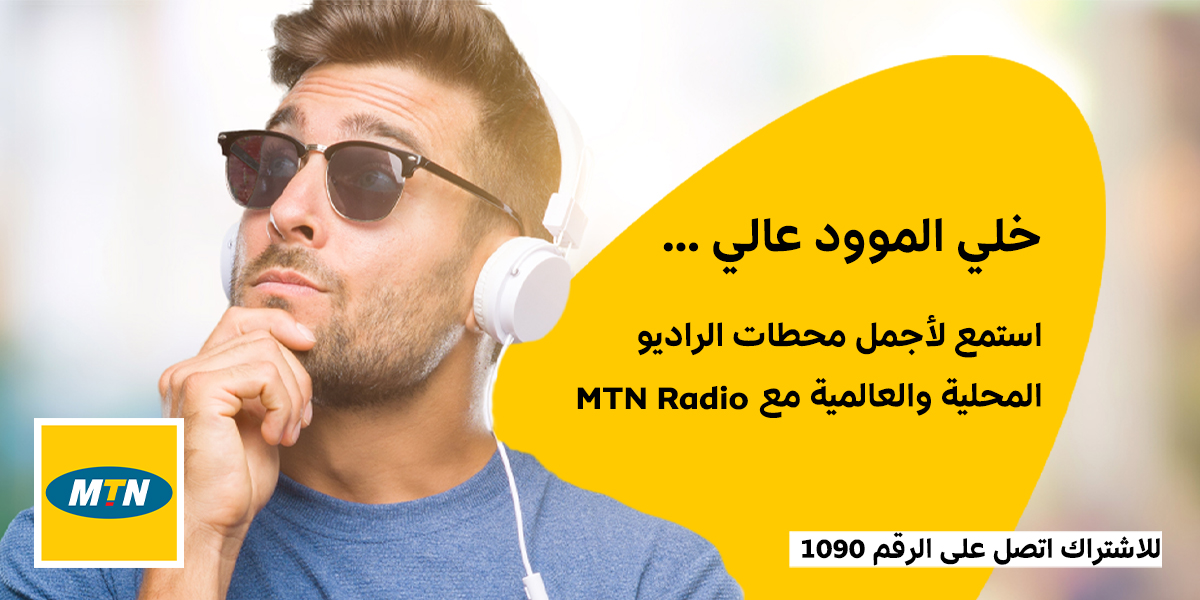 خلي الموود عالي ...
استمع لأجمل محطات الراديو
المحلية والعالمية مع MTN Radio
للاشتراك اتصل على الرقم 1090
MTN